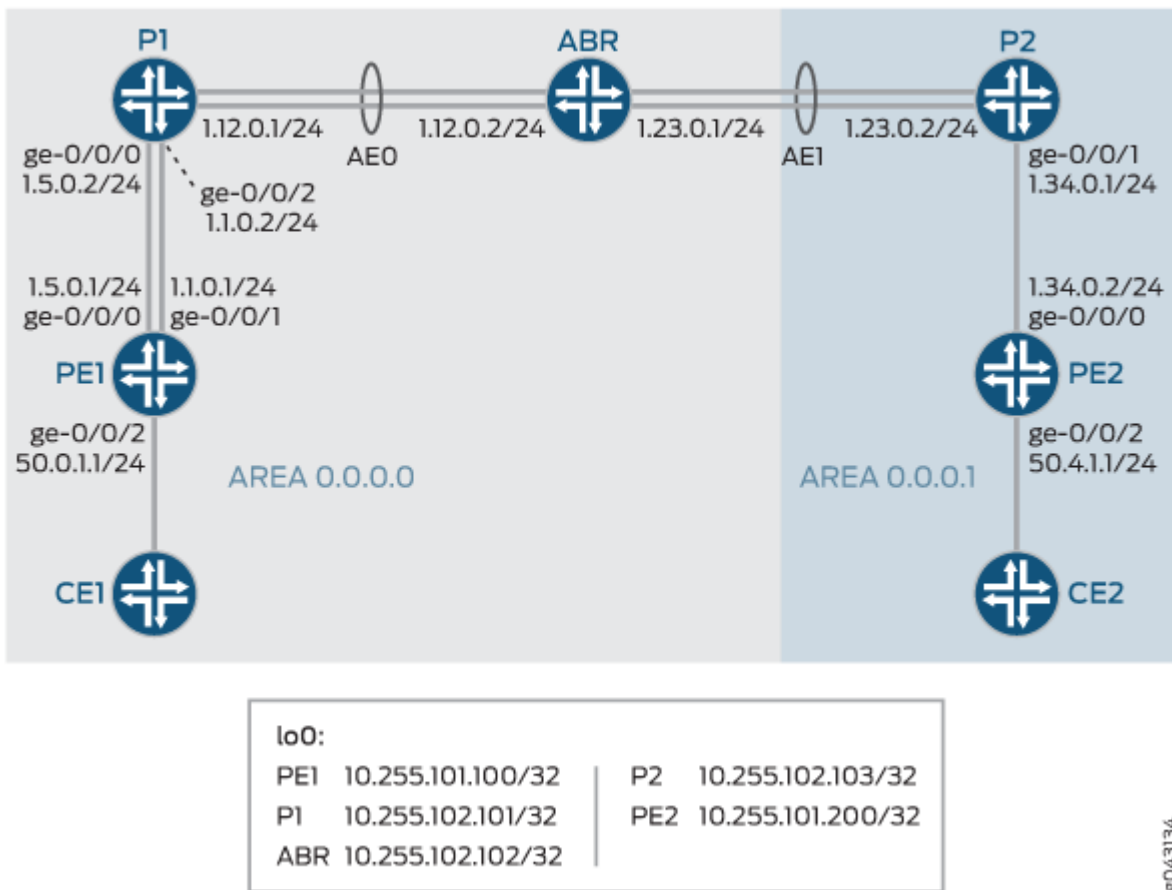 P1
ABR
P2
1.12.0.1/24
AE0
1.12.0.2/24
1.23.0.1/24
AE1
1.23.0.2/24
ge-0/0/0
1.5.0.2/24
ge-0/0/2
1.1.0.2/24
ge-0/0/1
1.34.0.1/24
1.5.0.1/24
ge-0/0/0
1.1.0.1/24
ge-0/0/1
1.34.0.2/24
ge-0/0/0
PE1
PE2
ge-0/0/2
50.0.1.1/24
AREA 0.0.0.0
AREA 0.0.0.1
ge-0/0/2
50.4.1.1/24
CE1
CE2
lo0:
PE1 10.255.101.100/32
P2 10.255.102.103/32
P1 10.255.102.101/32
PE2 10.255.101.200/32
ABR 10.255.102.102/32